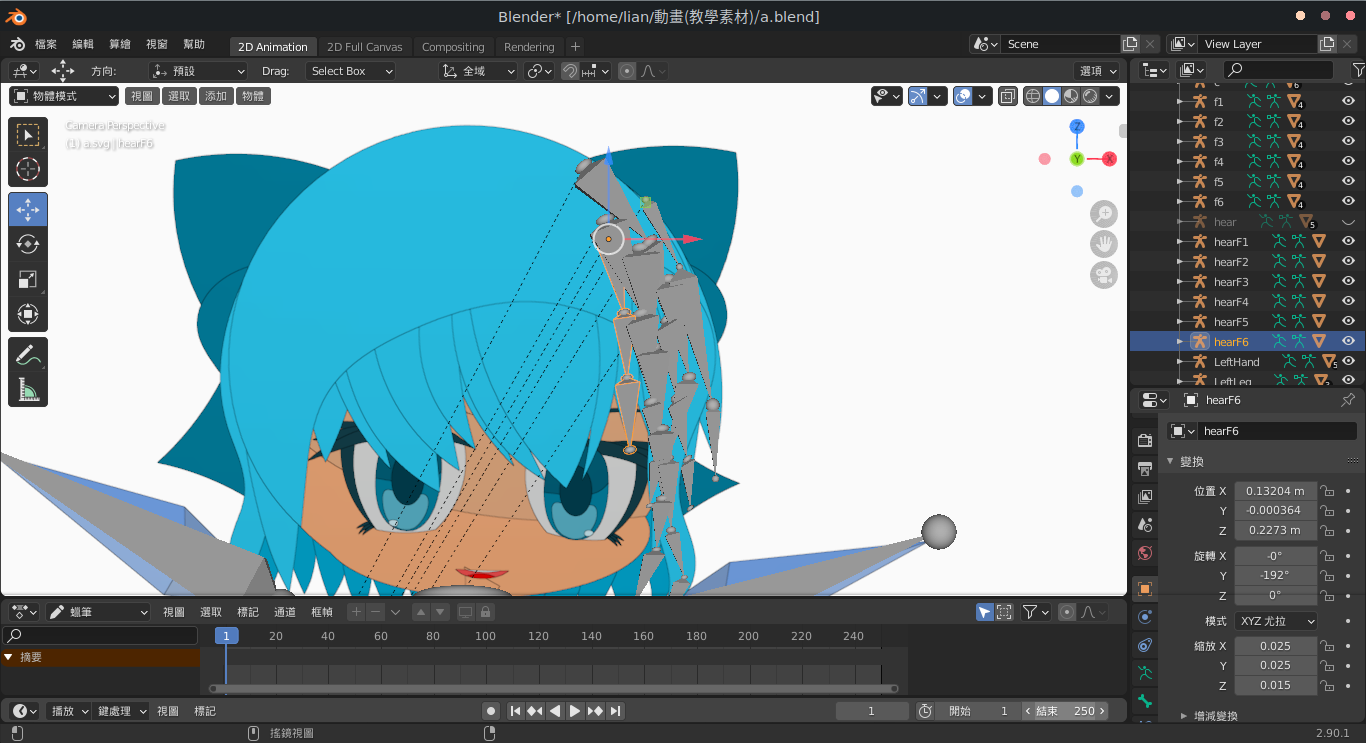 Blender* [/home/lian/動畫(教學素材)/a.blend]
檔案 編輯 算繪 視窗 幫助 2D Animation 2D Full Canvas Compositing Rendering + Scene View Layer
方向: 預設 Drag: Select Box 全域 選項
物體模式 視圖 選取 添加 物體
Camera Perspective
(1) a.svg | hearF6
Z
Y X
f1 4
f2 4
f3 4
f4 4
f5 4
f6 4
hear 5
hearF1
hearF2
hearF3
hearF4
hearF5
hearF6
LeftHand 5
LeftLeg
hearF6
hearF6
變換
位置 X 0.13204 m
Y -0.000364
Z 0.2273 m
旋轉 X -0°
Y -192°
Z 0°
模式 XYZ 尤拉
縮放 X 0.025
Y 0.025
Z 0.015
增減變換
蠟筆 視圖 選取 標記 通道 框幀
1 20 40 60 80 100 120 140 160 180 200 220 240
摘要
播放 鍵處理 視圖 標記 1 開始 1 結束 250
搖鏡視圖 2.90.1